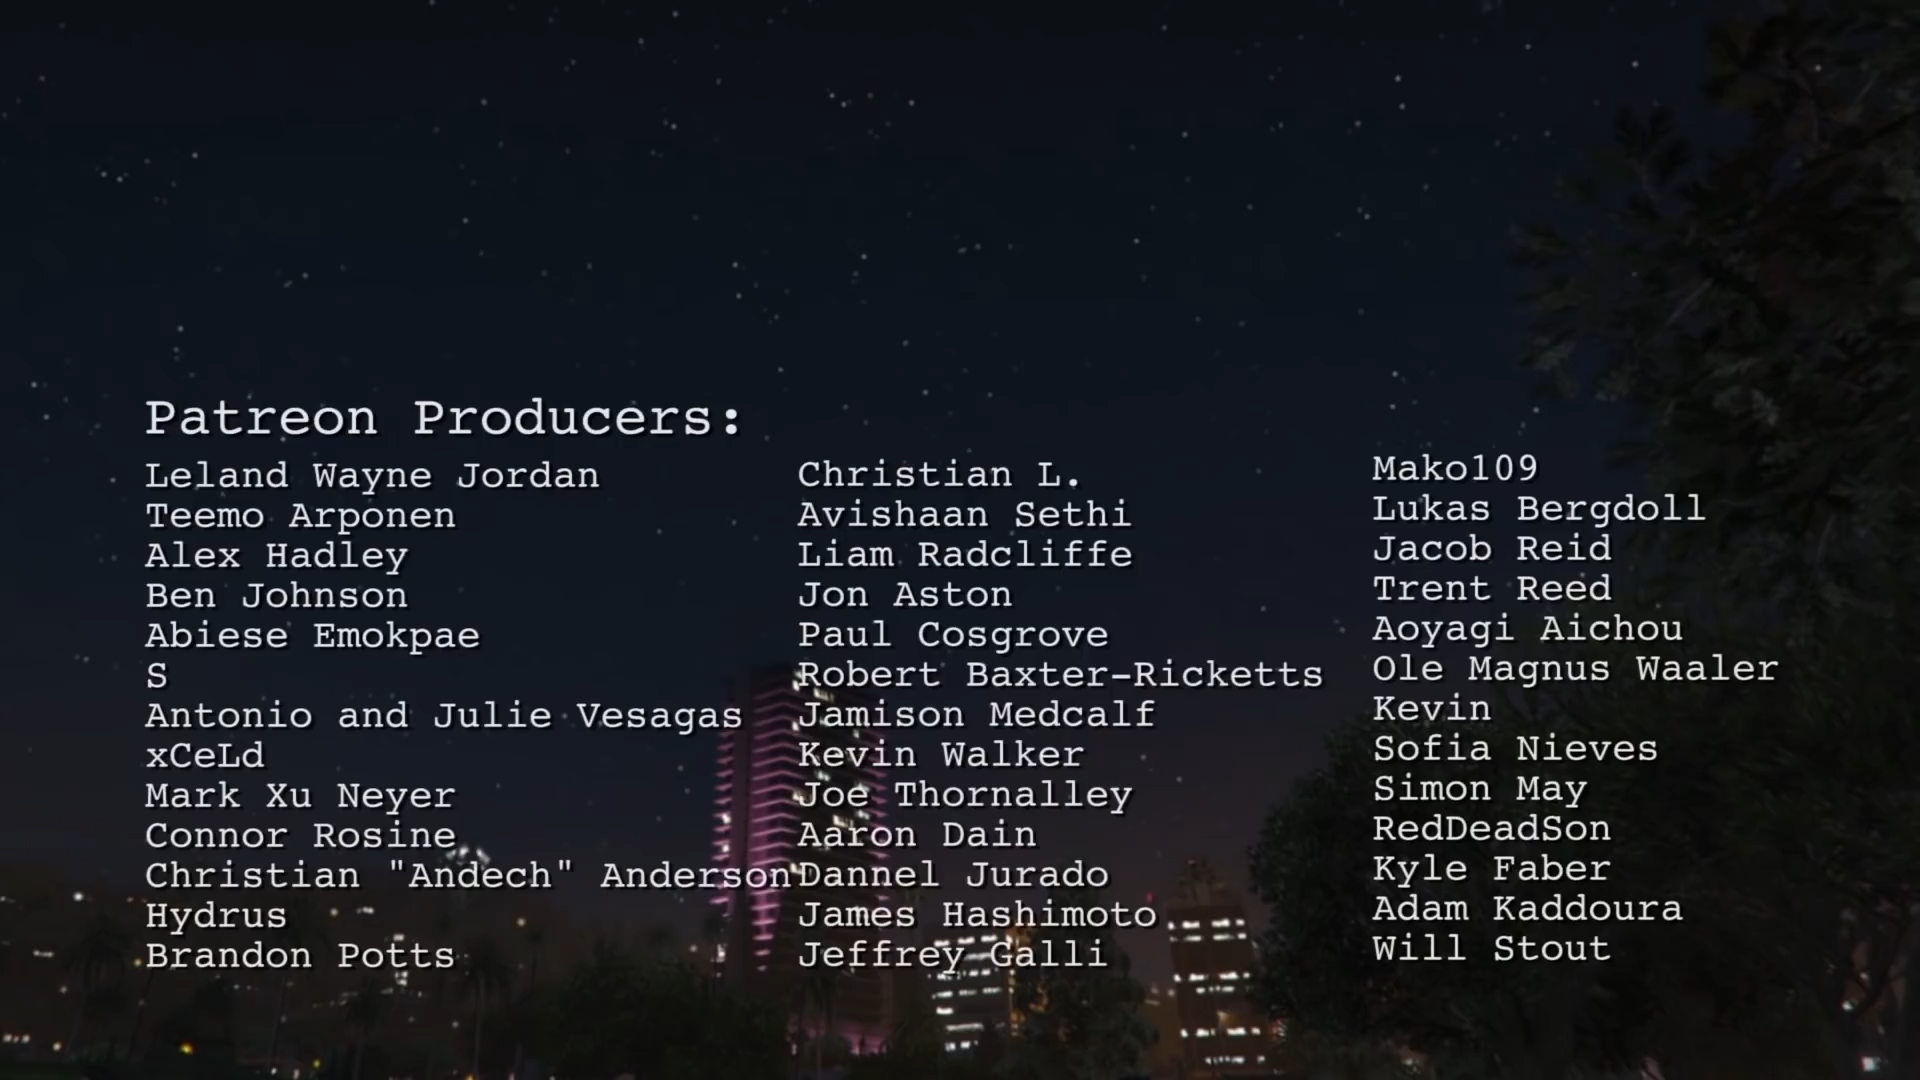 Patreon Producers:
Leland Wayne Jordan
Teemo Arponen
Alex Hadley
Ben Johnson
Abiese Emokpae
S
Antonio and Julie Vesagas
xCeLd
Mark Xu Neyer
Connor Rosine
Christian "Andech" Anderson
Hydrus
Brandon Potts
Christian L.
Avishaan Sethi
Liam Radcliffe
Jon Aston
Paul Cosgrove
Robert Baxter-Ricketts
Jamison Medcalf
Kevin Walker
Joe Thornalley
Aaron Dain
Dannel Jurado
James Hashimoto
Jeffrey Galli
Mako109
Lukas Bergdoll
Jacob Reid
Trent Reed
Aoyagi Aichou
Ole Magnus Waaler
Kevin
Sofia Nieves
Simon May
RedDeadSon
Kyle Faber
Adam Kaddoura
Will Stout